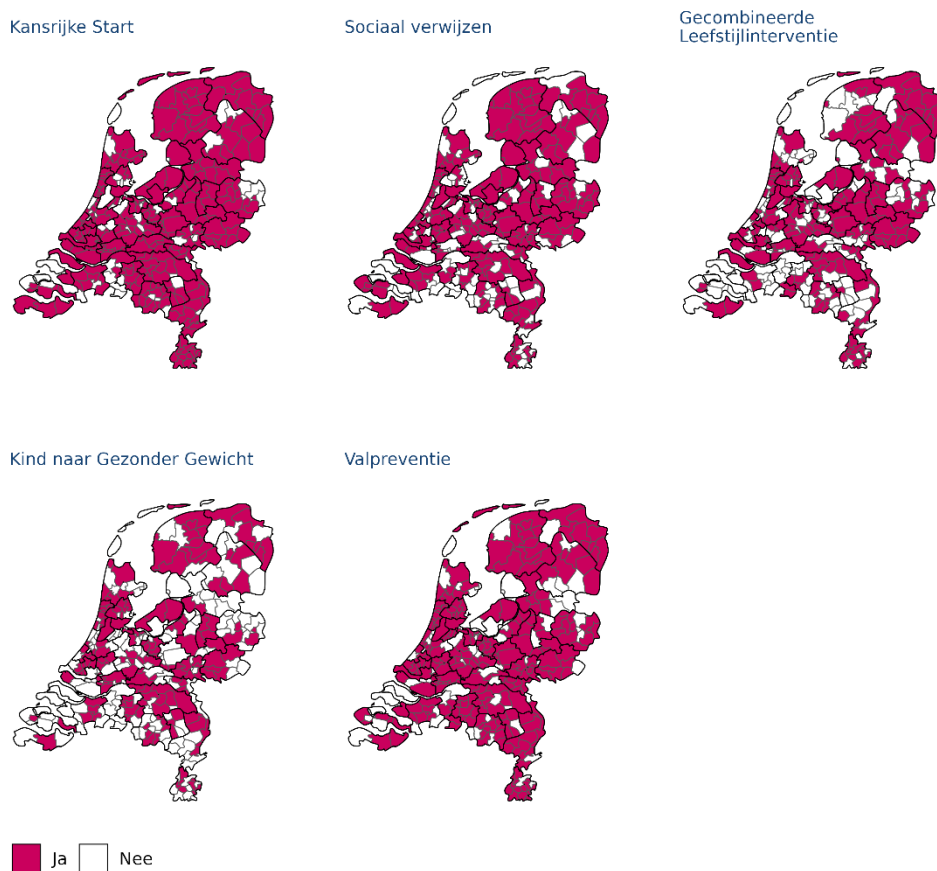 Kansrijke Start
Sociaal verwijzen
Gecombineerde
Leefstijlinterventie
Kind naar Gezonder Gewicht
Valpreventie
Ja
Nee